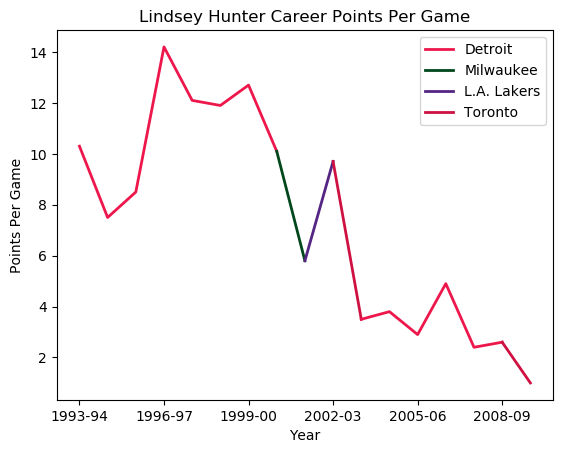 Lindsey Hunter Career Points Per Game
Detroit
Milwaukee
L.A. Lakers
Toronto
Points Per Game
14
12
10
8
6
4
2
1993-94 1996-97 1999-00 2002-03 2005-06 2008-09
Year